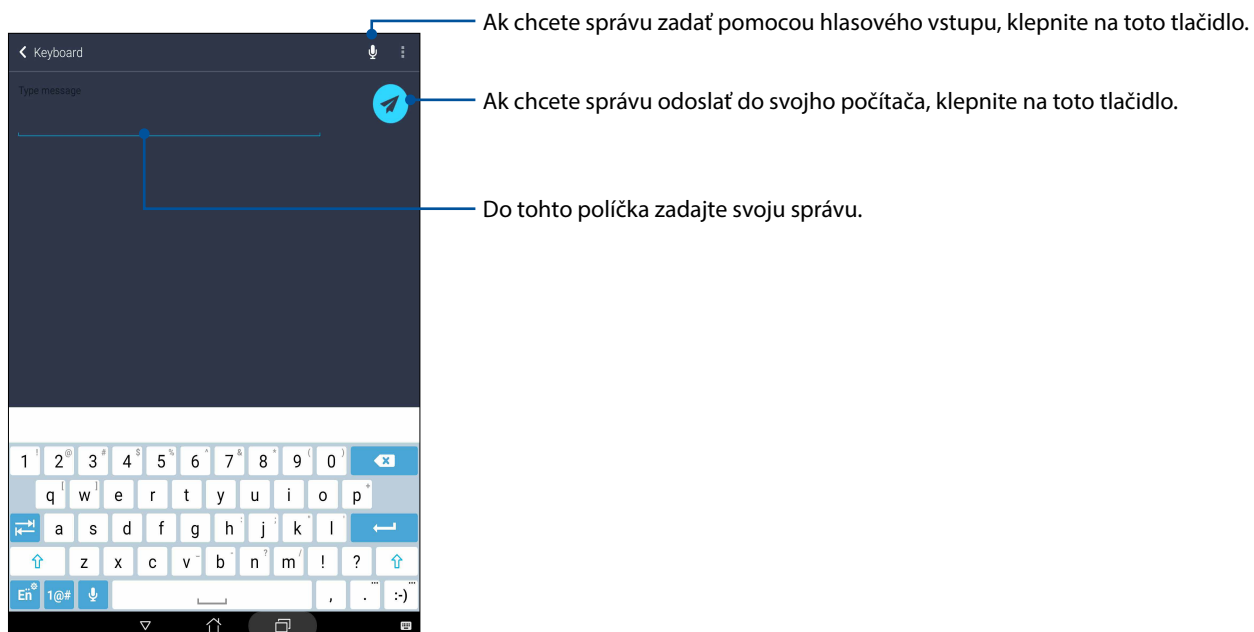 Ak chcete správu zadať pomocou hlasového vstupu, klepnite na toto tlačidlo.
Keyboard
Type message
Ak chcete správu odoslať do svojho počítača, klepnite na toto tlačidlo.
Do tohto políčka zadajte svoju správu.
1 ! 2 @ 3 # 4 $ 5 % 6 ^ 7 & 8 * 9 ( 0 )
q [ w ] e r t y u i o p +
a s d f g h : j ; k " l '
z x c v - b - n ? m / ! ?
En 1@# , . ... :-) ...